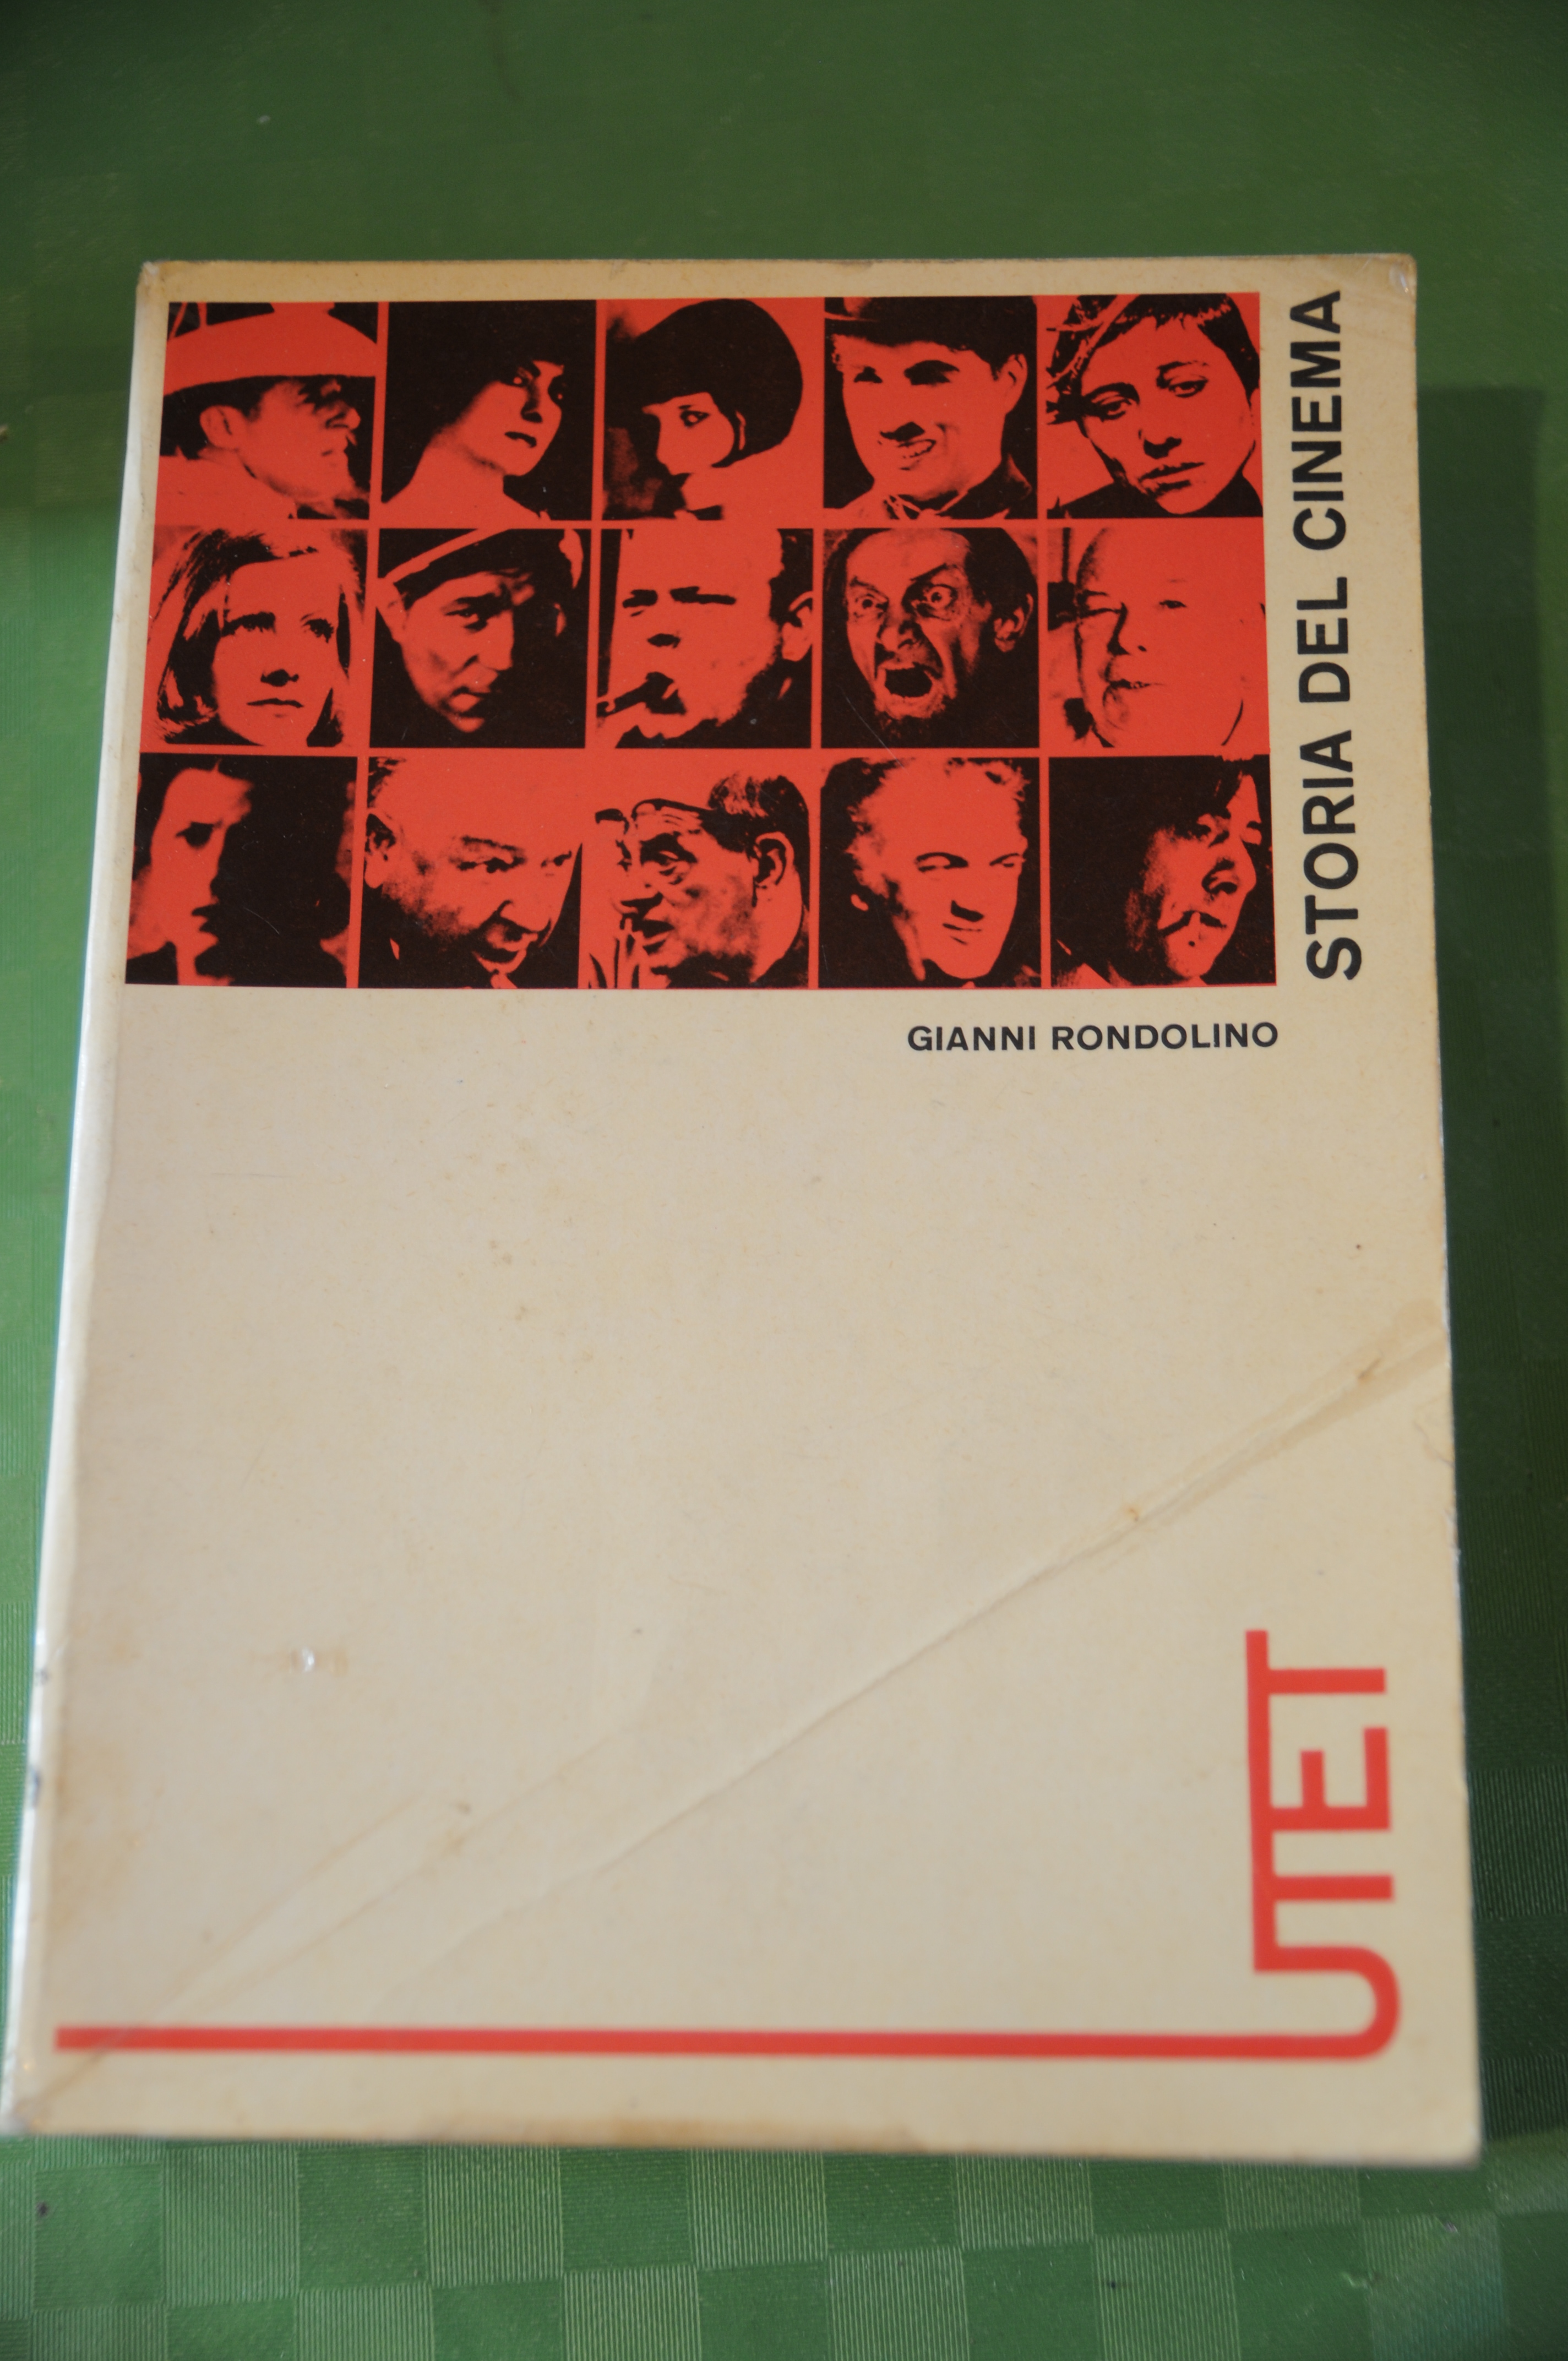 STORIA DEL CINEMA
GIANNI RONDOLINO
UTET